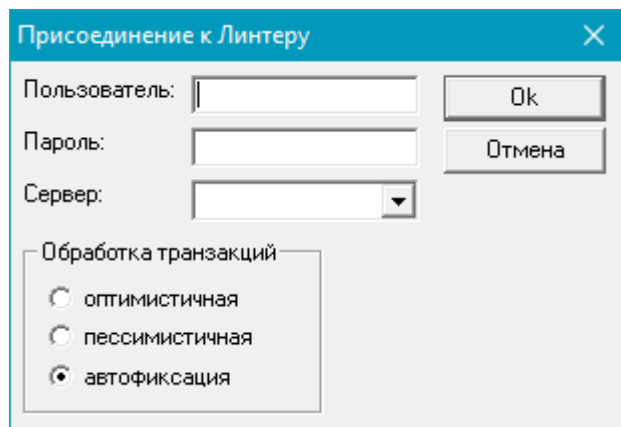 Присоединение к Линтеру
Пользователь:
Ok
Пароль:
Отмена
Сервер:
Обработка транзакций
оптимистичная
пессимистичная
автофиксация